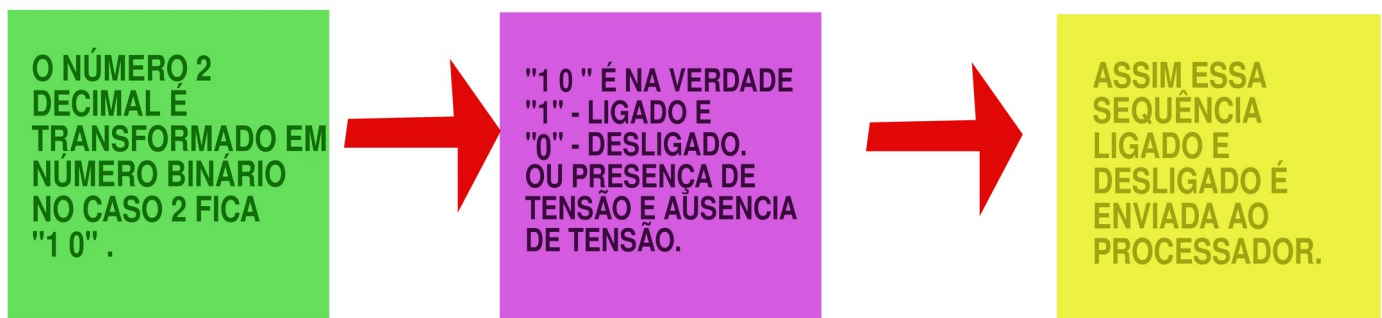 O NÚMERO 2
DECIMAL É
TRANSFORMADO EM
NÚMERO BINÁRIO
NO CASO 2 FICA
"1 0" .
"1 0 " É NA VERDADE
"1" - LIGADO E
"0" - DESLIGADO.
OU PRESENÇA DE
TENSÃO E AUSENCIA
DE TENSÃO.
ASSIM ESSA
SEQUÊNCIA
LIGADO E
DESLIGADO É
ENVIADA AO
PROCESSADOR.